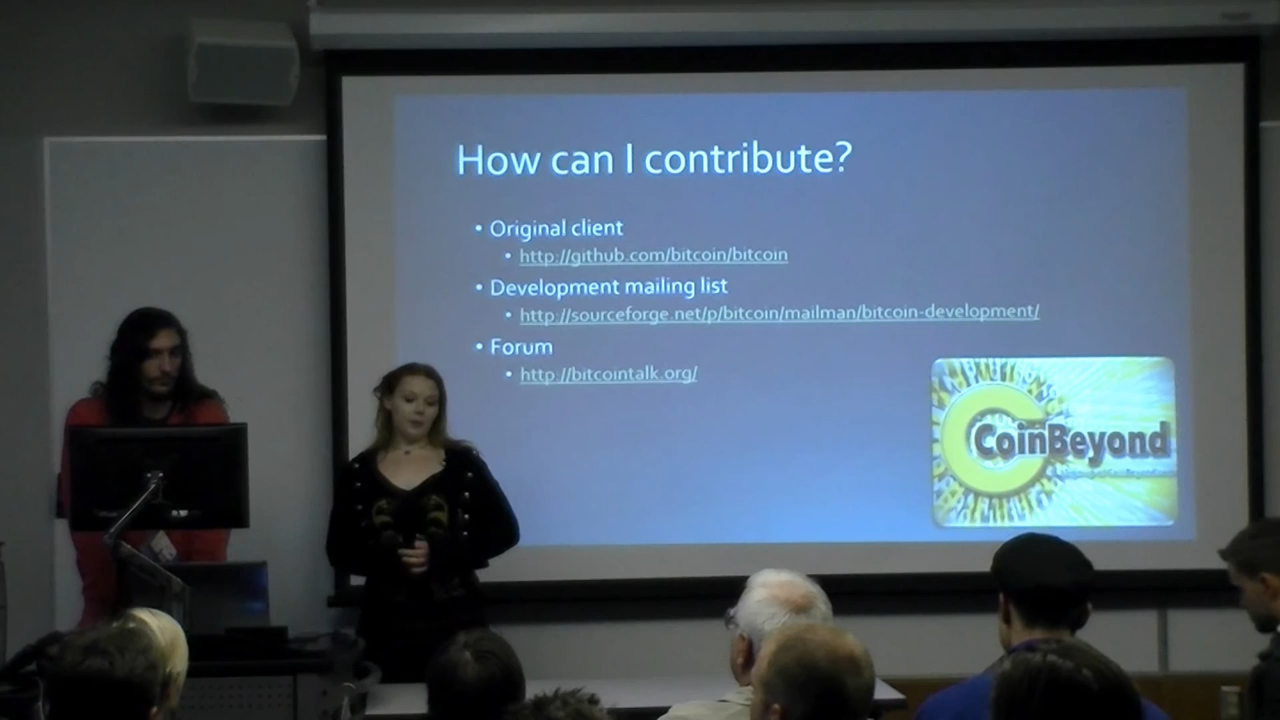 How can I contribute?
• Original client
• http://github.com/bitcoin/bitcoin
• Development mailing list
• http://sourceforge.net/p/bitcoin/mailman/bitcoin-development/
• Forum
• http://bitcointalk.org/
CoinBeyond